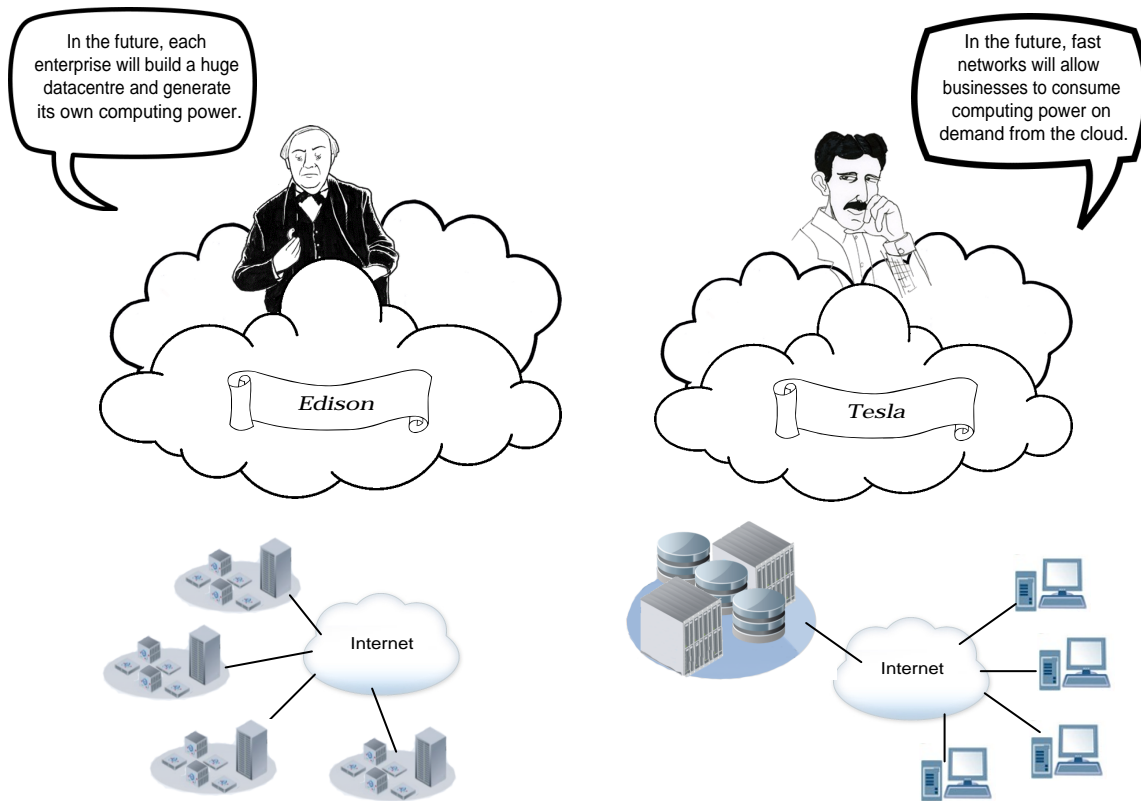 In the future, each
enterprise will build a huge
datacentre and generate
its own computing power.
In the future, fast
networks will allow
businesses to consume
computing power on
demand from the cloud.
Edison
Tesla
Internet
Internet